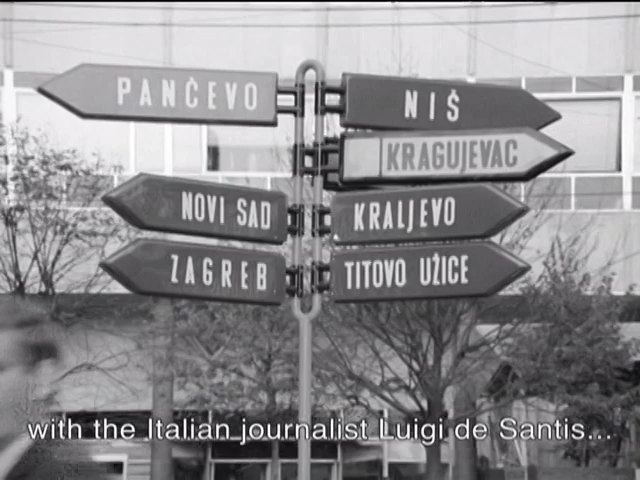 PANČEVO
NIŠ
KRAGUJEVAC
NOVI SAD
KRALJEVO
ZAGREB
TITOVO UŽICE
with the Italian journalist Luigi de Santis...